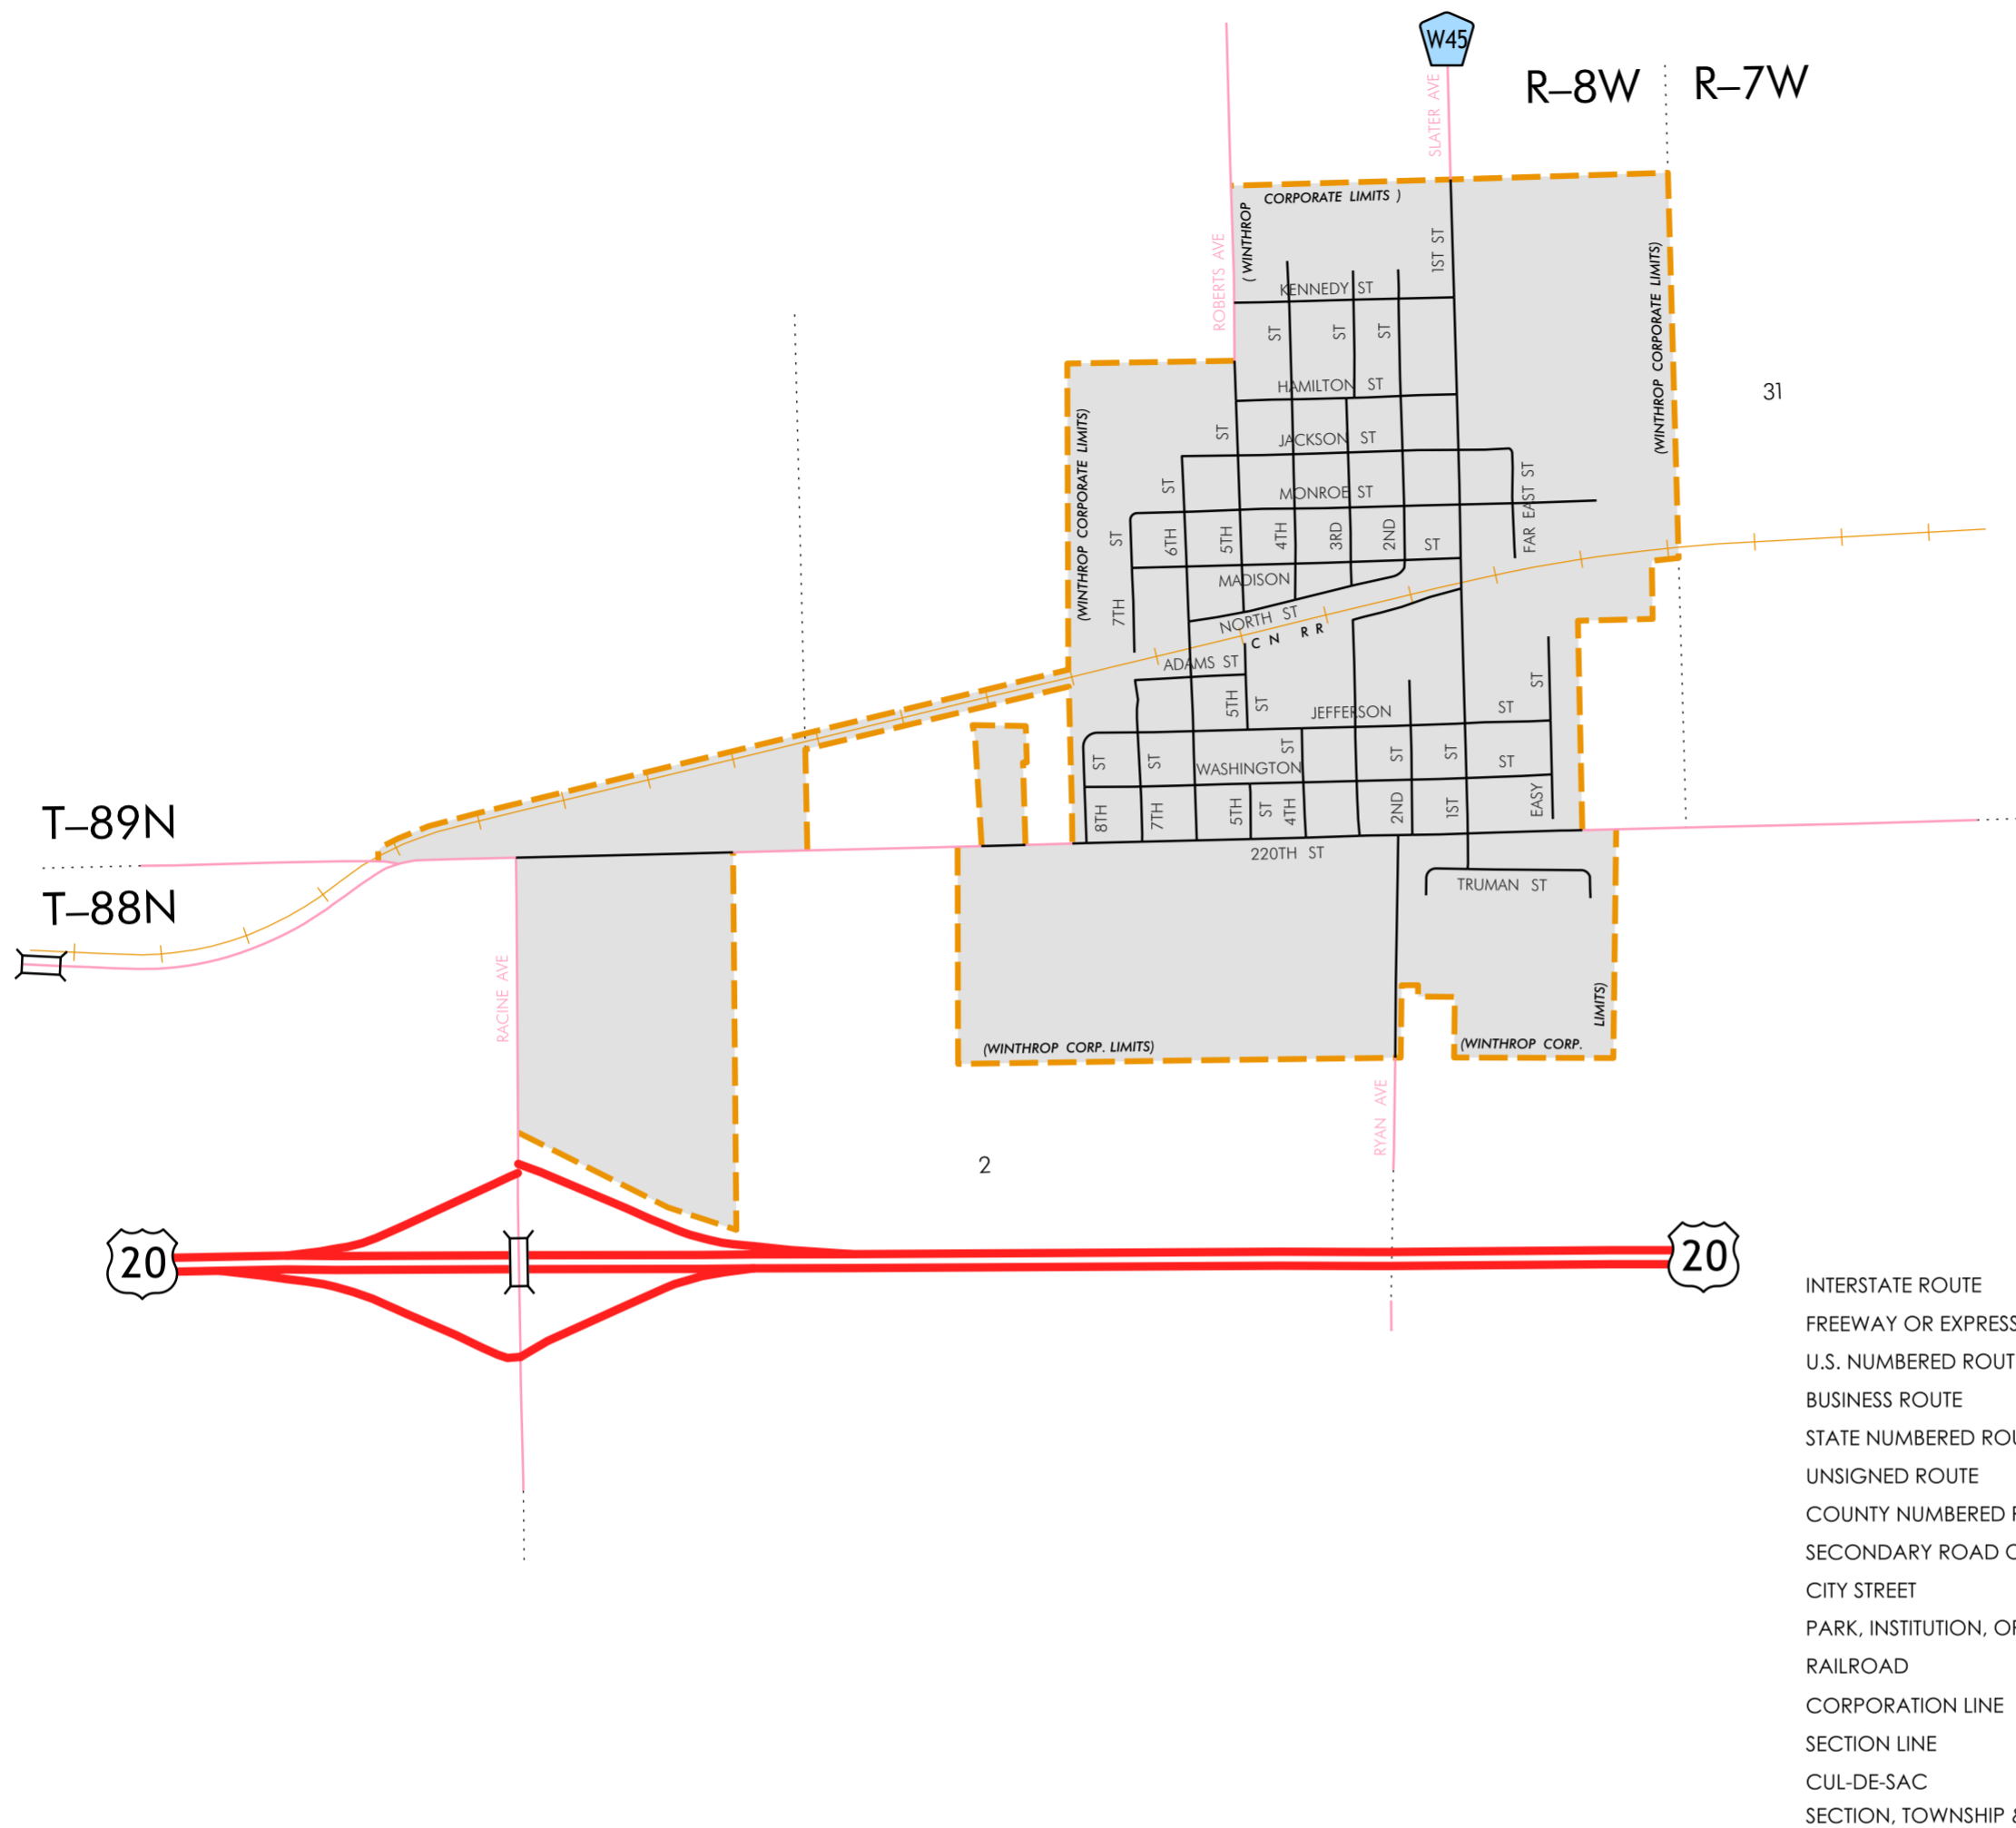 W45
SLATER AVE
R–8W
R–7W
(WINTHROP
CORPORATE LIMITS )
ROBERTS AVE
1ST ST
(WINTHROP CORPORATE LIMITS)
KENNEDY ST
ST
ST
ST
HAMILTON ST
31
(WINTHROP CORPORATE LIMITS)
ST
JACKSON ST
ST
MONROE ST
FAR EAST ST
ST
6TH
5TH
4TH
3RD
2ND
ST
MADISON
7TH
NORTH ST
C N R R
ADAMS ST
5TH ST
JEFFERSON
ST
ST
ST
ST
ST
WASHINGTON
ST
ST
ST
8TH
7TH
5TH
ST
4TH
2ND
1ST
EASY
220TH ST
TRUMAN ST
T–89N
T–88N
RACINE AVE
(WINTHROP CORP. LIMITS)
(WINTHROP CORP.
LIMITS)
RYAN AVE
2
20
20
INTERSTATE ROUTE
FREEWAY OR EXPRESS
U.S. NUMBERED ROUT
BUSINESS ROUTE
STATE NUMBERED ROU
UNSIGNED ROUTE
COUNTY NUMBERED R
SECONDARY ROAD O
CITY STREET
PARK, INSTITUTION, OR
RAILROAD
CORPORATION LINE
SECTION LINE
CUL-DE-SAC
SECTION, TOWNSHIP &